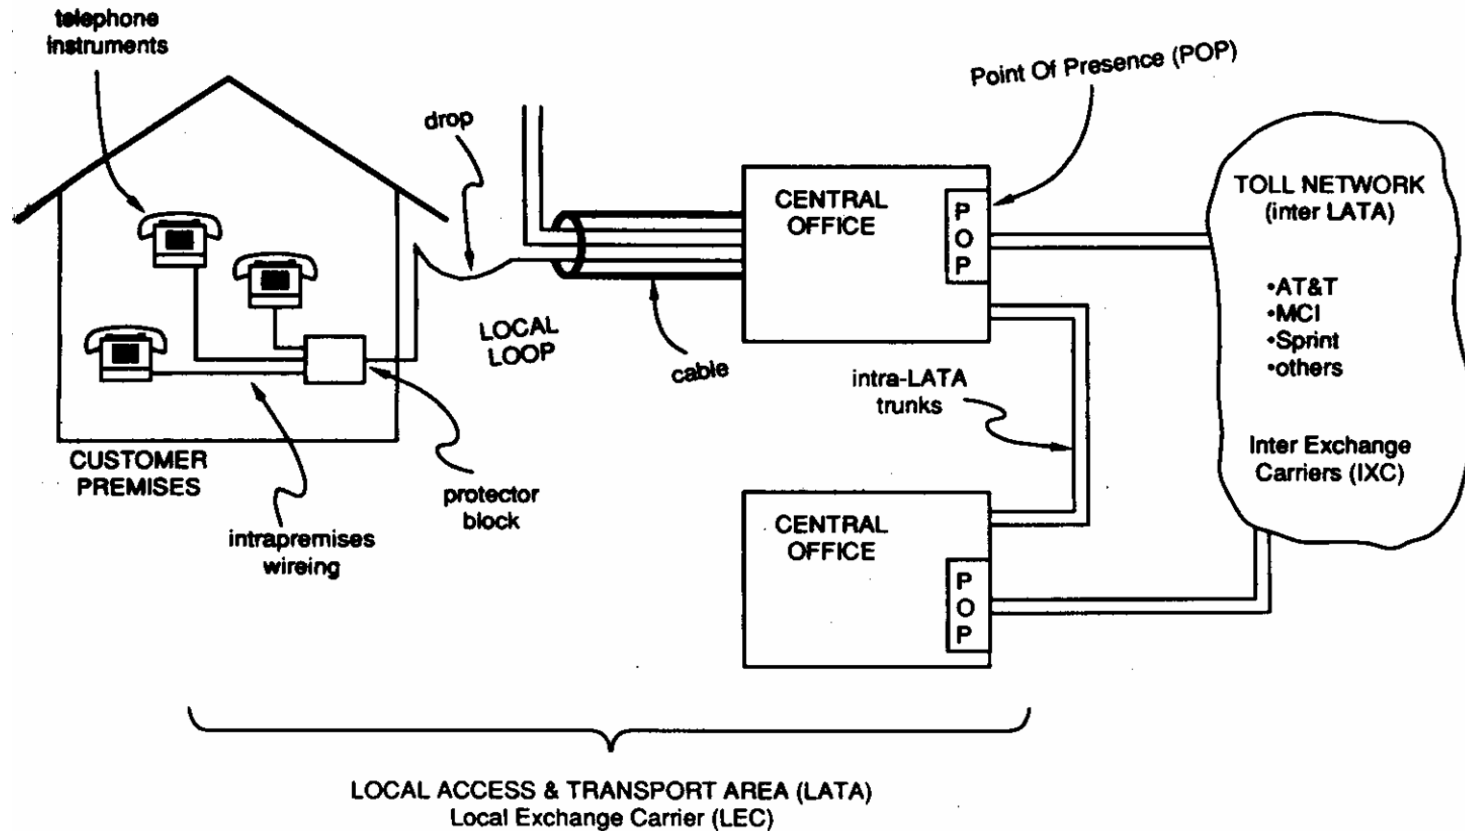 telephone
instruments
drop
Point Of Presence (POP)
CENTRAL
OFFICE
P
O
P
TOLL NETWORK
(inter LATA)
•AT&T
•MCI
•Sprint
•others
Inter Exchange
Carriers (IXC)
LOCAL
LOOP
cable
intra-LATA
trunks
CUSTOMER
PREMISES
protector
block
intrapremises
wireing
CENTRAL
OFFICE
P
O
P
LOCAL ACCESS & TRANSPORT AREA (LATA)
Local Exchange Carrier (LEC)